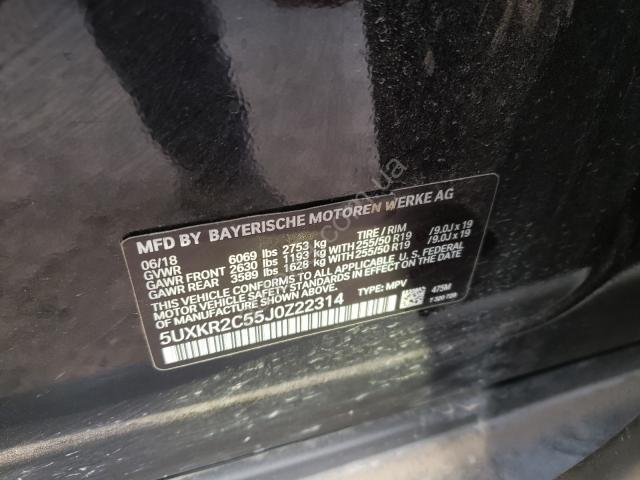 MFD BY BAYERISCHE MOTOREN WERKE AG
06/18
GVWR 6069 lbs 2753 kg TIRE / RIM
GAWR FRONT 2630 lbs 1193 kg WITH 255/50 R19 /9.0J x 19
GAWR REAR 3589 lbs 1628 kg WITH 255/50 R19 /9.0J x 19
THIS VEHICLE CONFORMS TO ALL APPLICABLE U.S. FEDERAL
MOTOR VEHICLE SAFETY STANDARDS IN EFFECT ON THE DATE
OF MANUFACTURE SHOWN ABOVE.
5UXKR2C55J0Z22314 TYPE: MPV 475M